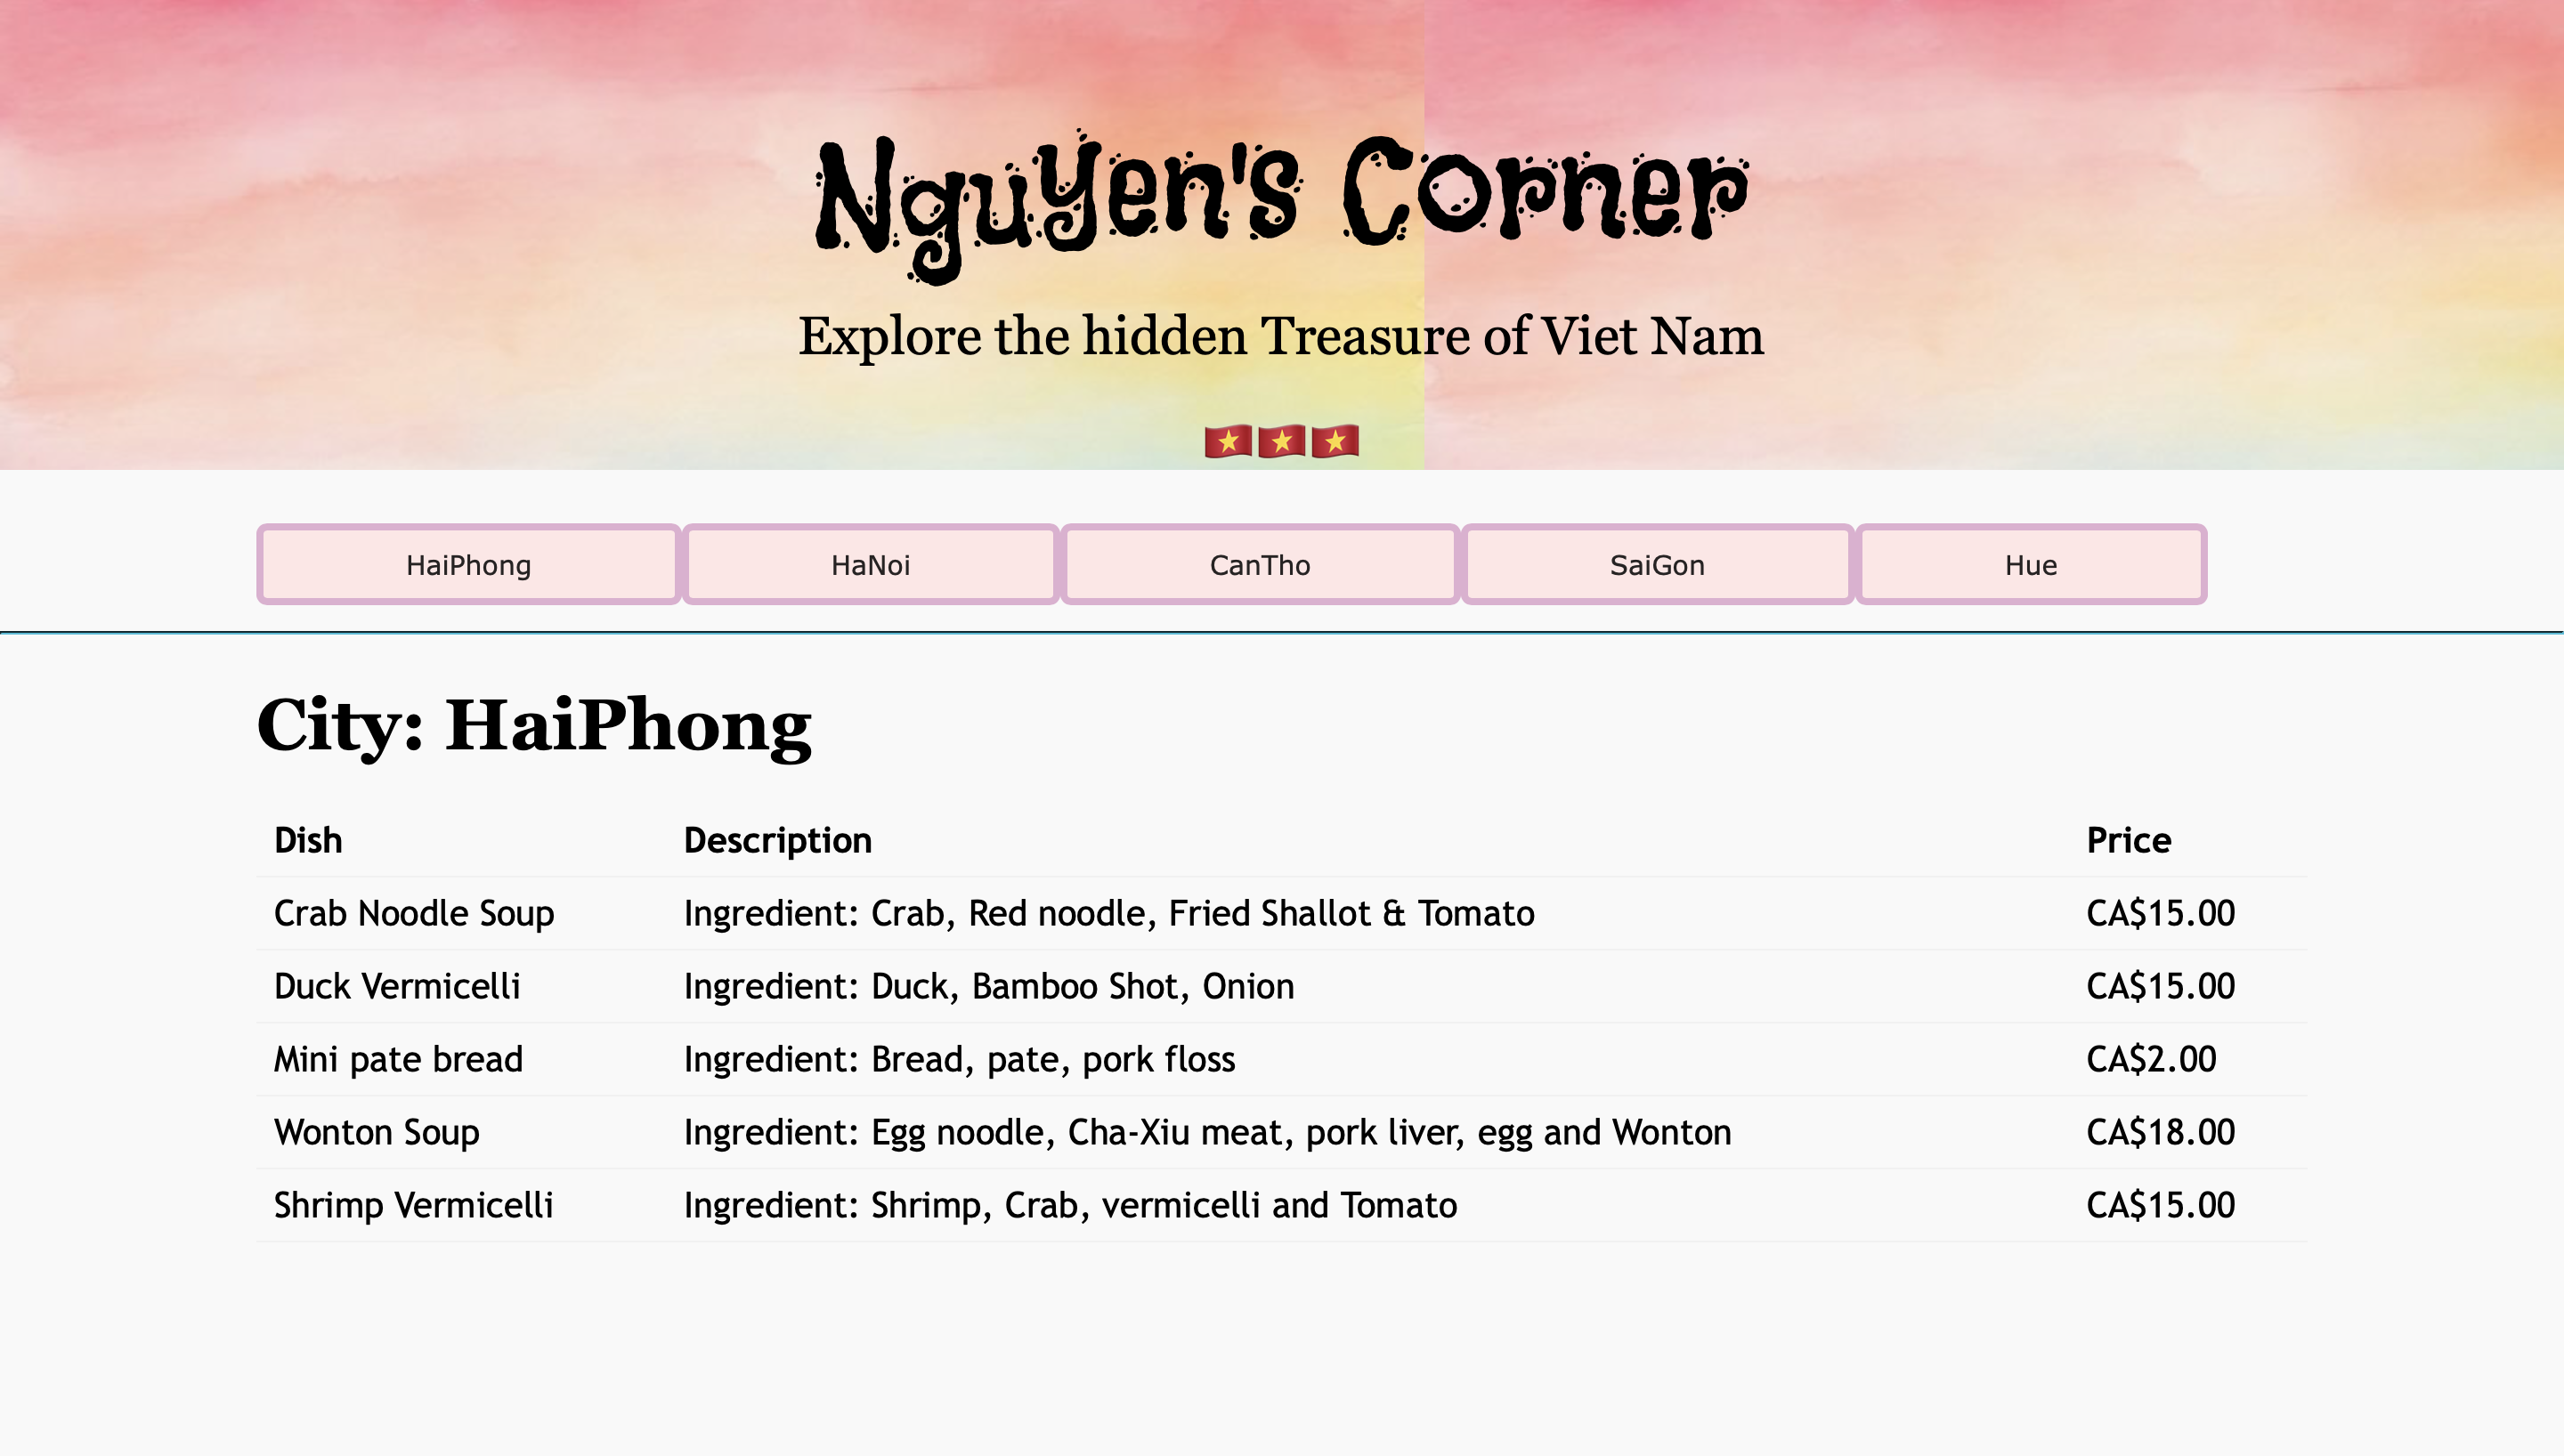 Nguyen's Corner
Explore the hidden Treasure of Viet Nam
HaiPhong HaNoi CanTho SaiGon Hue
City: HaiPhong
Dish Description Price
Crab Noodle Soup Ingredient: Crab, Red noodle, Fried Shallot & Tomato CA$15.00
Duck Vermicelli Ingredient: Duck, Bamboo Shot, Onion CA$15.00
Mini pate bread Ingredient: Bread, pate, pork floss CA$2.00
Wonton Soup Ingredient: Egg noodle, Cha-Xiu meat, pork liver, egg and Wonton CA$18.00
Shrimp Vermicelli Ingredient: Shrimp, Crab, vermicelli and Tomato CA$15.00